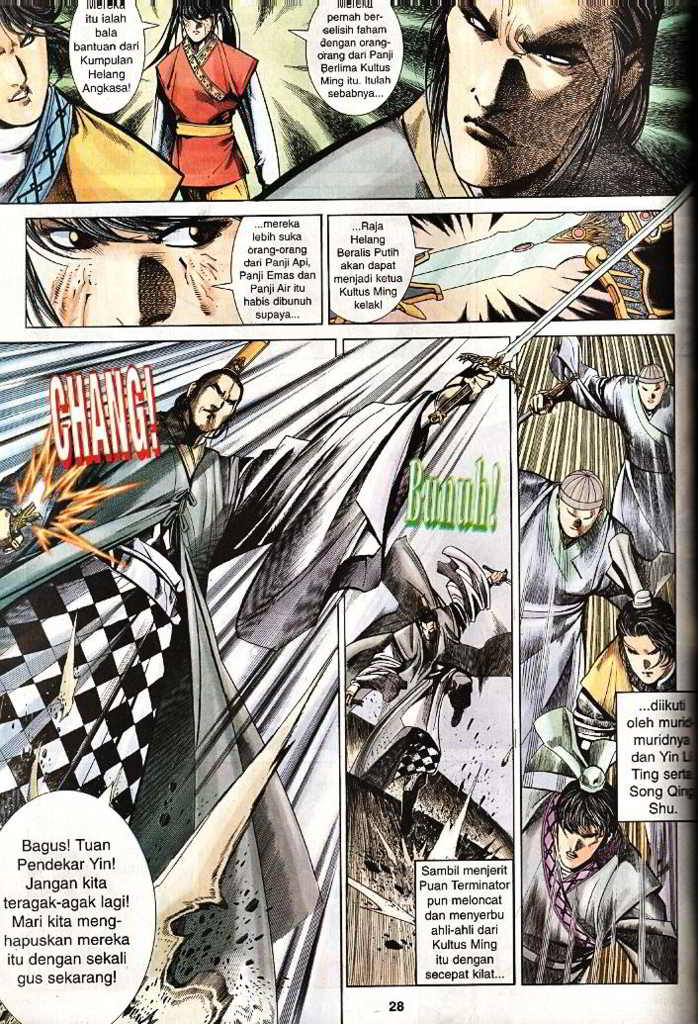 Mereka
itu ialah
bala
bantuan dari
Kumpulan
Helang
Angkasa!
Mereka
pernah ber-
selisih faham
dengan orang-
orang dari Panji
Berlima Kultus
Ming itu. Itulah
sebabnya...
...mereka
lebih suka
orang-orang
dari Panji Api,
Panji Emas dan
Panji Air itu
habis dibunuh
supaya...
...Raja
Helang
Beralis Putih
akan dapat
menjadi ketua
Kultus Ming
kelak!
CHANG!
Bunuh!
Bagus! Tuan
Pendekar Yin!
Jangan kita
teragak-agak lagi!
Mari kita meng-
hapuskan mereka
itu dengan sekali
gus sekarang!
Sambil menjerit
Puan Terminator
pun meloncat
dan menyerbu
ahli-ahli dari
Kultus Ming
itu dengan
secepat kilat...
...diikuti
oleh murid-
muridnya
dan Yin Li
Ting serta
Song Qing
Shu.
28